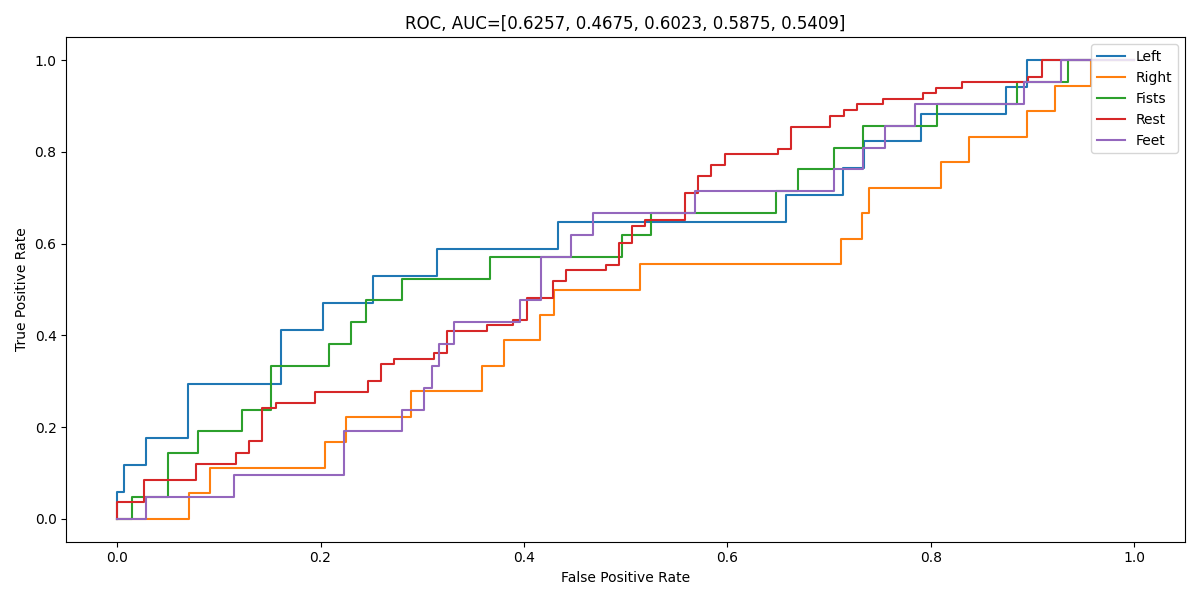 ROC, AUC=[0.6257, 0.4675, 0.6023, 0.5875, 0.5409]
Left
Right
Fists
Rest
Feet
True Positive Rate
1.0
0.8
0.6
0.4
0.2
0.0
0.0 0.2 0.4 0.6 0.8 1.0
False Positive Rate